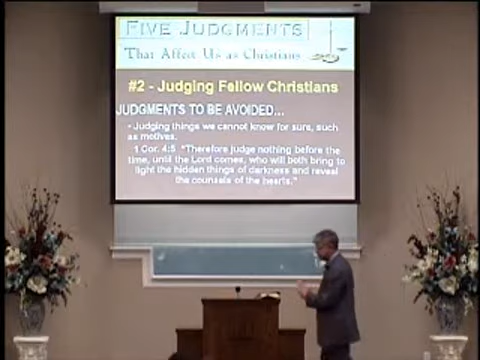 FIVE JUDGMENTS
That Affect Us as Christians
#2 - Judging Fellow Christians
JUDGMENTS TO BE AVOIDED...
• Judging things we cannot know for sure, such
as motives.
1 Cor. 4:5 "Therefore judge nothing before the
time, until the Lord comes, who will both bring to
light the hidden things of darkness and reveal
the counsels of the hearts."